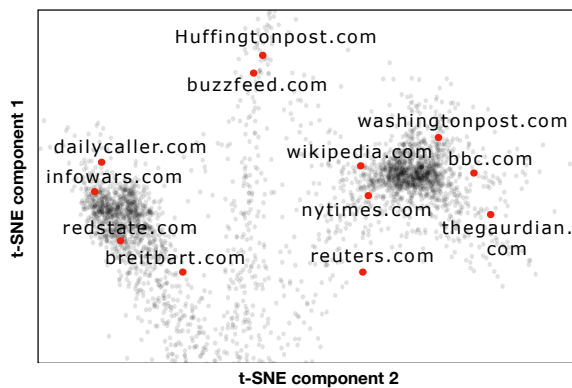 Huffingtonpost.com
buzzfeed.com
washingtonpost.com
dailycaller.com
wikipedia.com
bbc.com
infowars.com
nytimes.com
thegaurdian.
com
redstate.com
breitbart.com
reuters.com
t-SNE component 1
t-SNE component 2